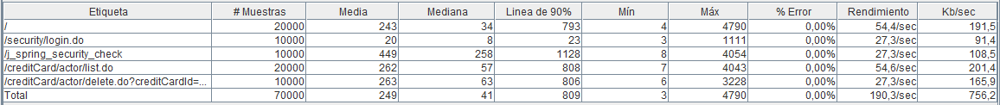 Etiqueta # Muestras Media Mediana Linea de 90% Mín Máx % Error Rendimiento Kb/sec
/ 20000 243 34 793 4 4790 0,00% 54,4/sec 191,5
/security/login.do 10000 20 8 23 3 1111 0,00% 27,3/sec 91,4
/j_spring_security_check 10000 449 258 1128 8 4054 0,00% 27,3/sec 108,5
/creditCard/actor/list.do 20000 262 57 808 7 4043 0,00% 54,6/sec 201,4
/creditCard/actor/delete.do?creditCardId=... 10000 263 63 806 6 3228 0,00% 27,3/sec 165,9
Total 70000 249 41 809 3 4790 0,00% 190,3/sec 756,2